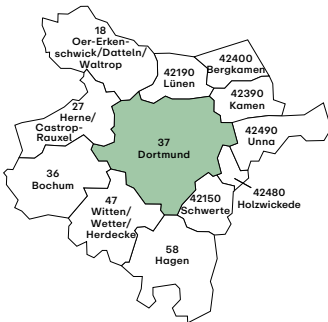 18
Oer-Erken-
schwick/Datteln/
Waltrop
42190
Lünen
42400
Bergkamen
42390
Kamen
27
Herne/
Castrop-
Rauxel
37
Dortmund
42490
Unna
36
Bochum
47
Witten/
Wetter/
Herdecke
42150
Schwerte
42480
Holzwickede
58
Hagen